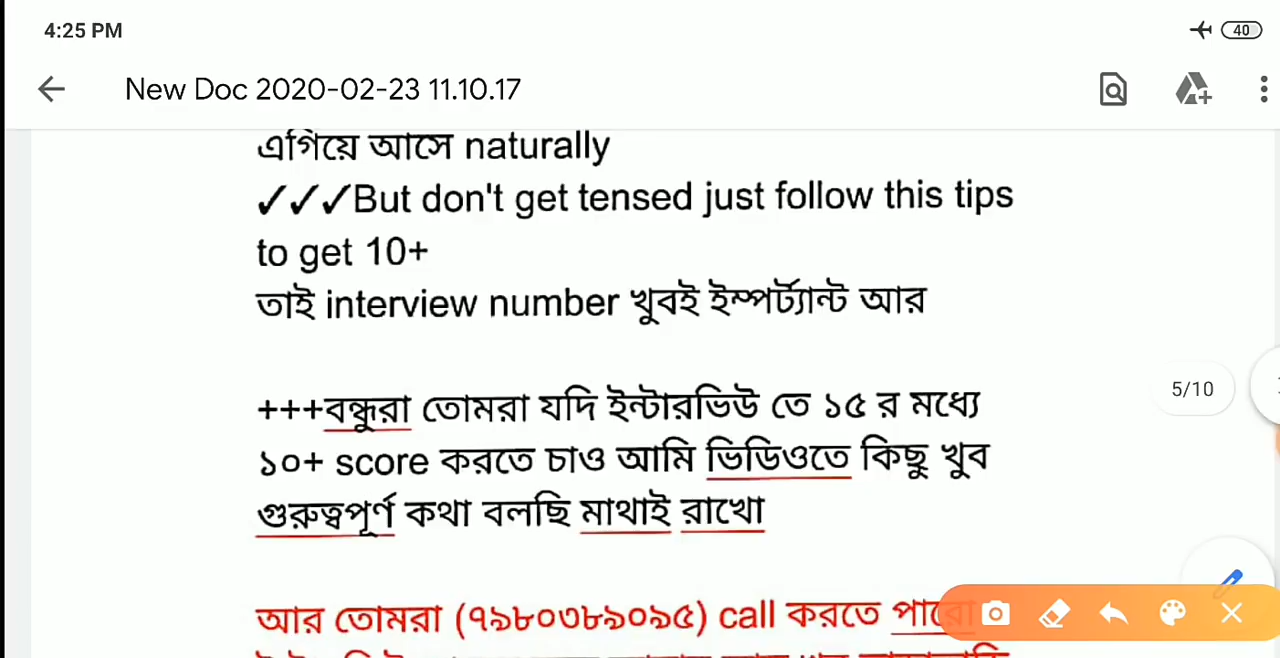 4:25 PM
40
New Doc 2020-02-23 11.10.17
এগিয়ে আসে naturally
✓✓✓But don't get tensed just follow this tips
to get 10+
তাই interview number খুবই ইম্পর্ট্যান্ট আর
5/10
+++বন্ধুরা তোমরা যদি ইন্টারভিউ তে ১৫ র মধ্যে
১০+ score করতে চাও আমি ভিডিওতে কিছু খুব
গুরুত্বপূর্ণ কথা বলছি মাথাই রাখো
আর তোমরা (৭৯৮০৩৮৯০৯৫) call করতে পারো